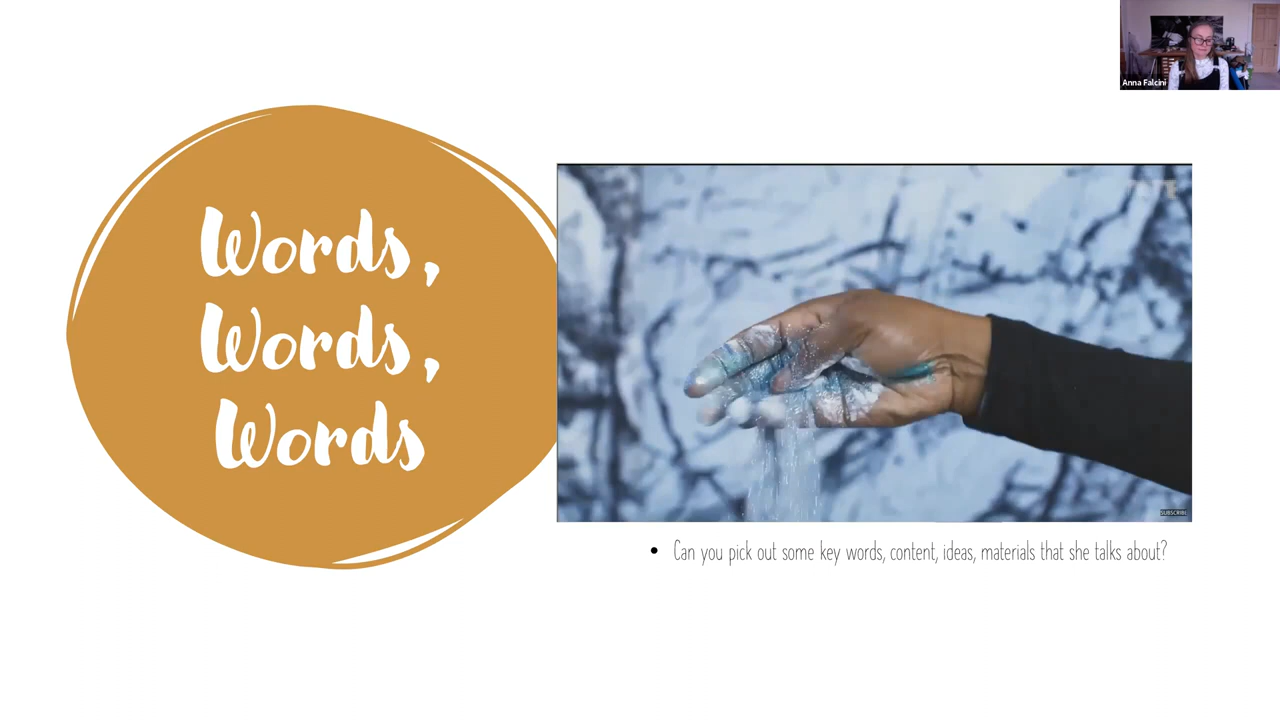 Anna Falcini
Words,
Words,
Words
TATE
SUBSCRIBE
• Can you pick out some key words, content, ideas, materials that she talks about?